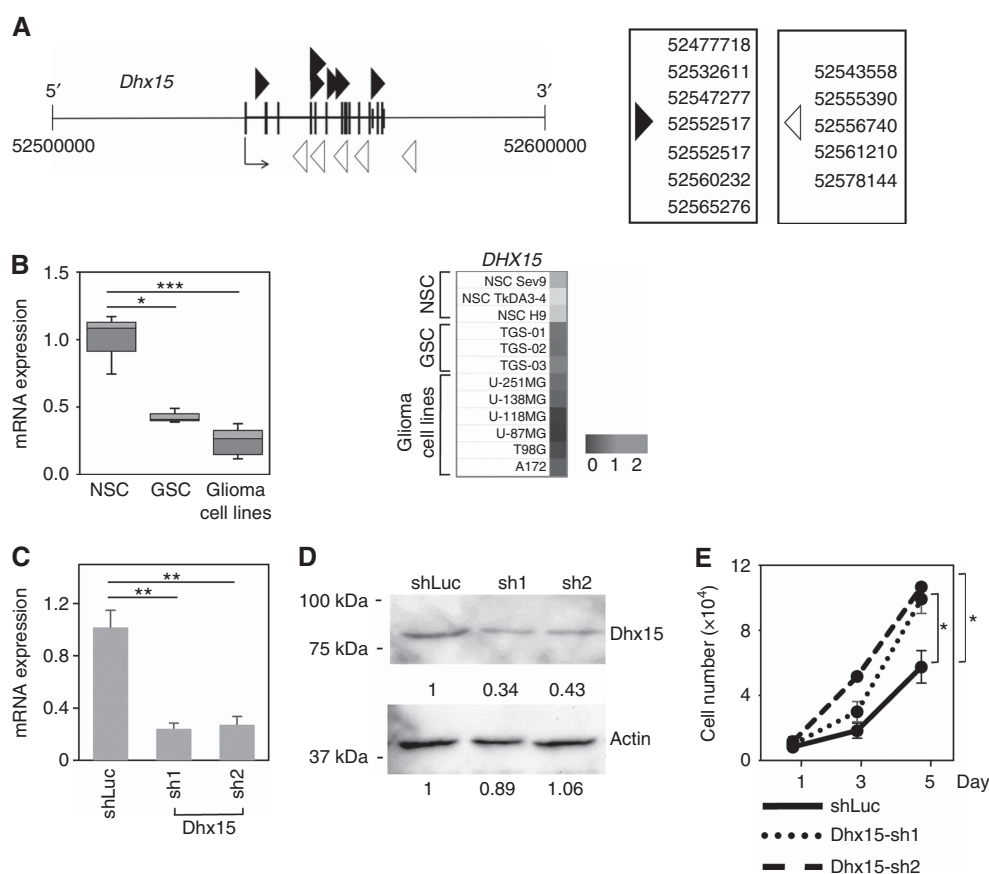 A
Dhx15
5′
3′
52500000
52600000
52477718
52532611
52547277
52552517
52552517
52560232
52565276
52543558
52555390
52556740
52561210
52578144
B
mRNA expression
1.5
1.0
0.5
0.0
***
*
NSC
GSC
Glioma
cell lines
DHX15
NSC
GSC
Glioma
cell lines
NSC Sev9
NSC TkDA3-4
NSC H9
TGS-01
TGS-02
TGS-03
U-251MG
U-138MG
U-118MG
U-87MG
T98G
A172
0 1 2
C
mRNA expression
1.2
0.8
0.4
0
**
**
shLuc
sh1
sh2
Dhx15
D
shLuc sh1 sh2
100 kDa -
75 kDa -
Dhx15
1 0.34 0.43
37 kDa -
Actin
1 0.89 1.06
E
Cell number (×10⁴)
12
8
4
0
*
*
1 3 5 Day
shLuc
Dhx15-sh1
Dhx15-sh2